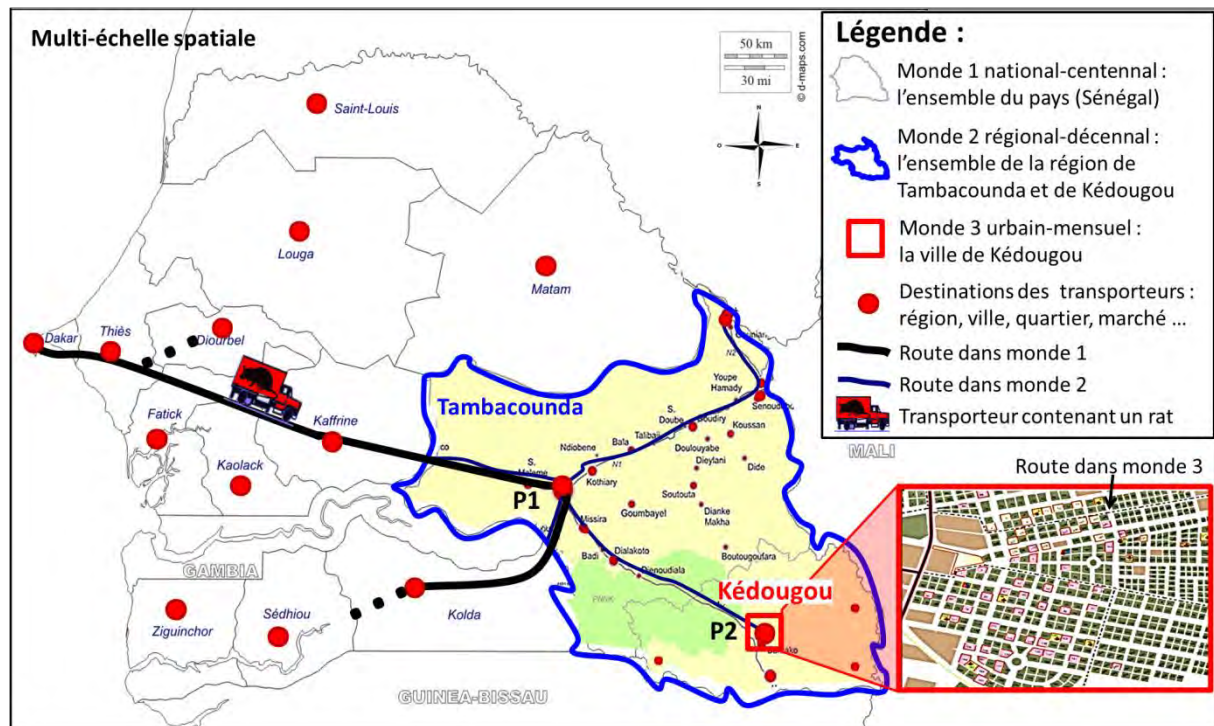 Multi-échelle spatiale
50 km
30 mi
© d-maps.com
N
O
E
S
Légende :
Monde 1 national-centennal :
l'ensemble du pays (Sénégal)
Monde 2 régional-décennal :
l'ensemble de la région de
Tambacounda et de Kédougou
Monde 3 urbain-mensuel :
la ville de Kédougou
Destinations des transporteurs :
région, ville, quartier, marché ...
Route dans monde 1
Route dans monde 2
Transporteur contenant un rat
Saint-Louis
Louga
Matam
Dakar
Thiès
Diourbel
Fatick
Kaffrine
Kaolack
Tambacounda
N2
Youpe
Hamady
S.
Doube
Goudiry
Koussan
Bala
Talibaji
Ndiobene
N1
Kothiary
Doulouyabe
Dieylani
Dide
S.
P1
Soutouta
Goumbayel
Dianke
Makha
Missira
Badi
Dialakoto
Dienoudiala
Boutougoufara
MALI
Route dans monde 3
GAMBIA
Ziguinchor
Sédhiou
Kolda
Kédougou
P2
GUINEA-BISSAU